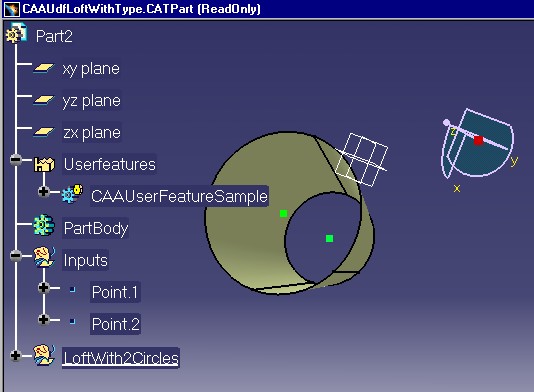 CAAUdfLoftWithType.CATPart (ReadOnly)
Part2
xy plane
yz plane
zx plane
Userfeatures
CAAUserFeatureSample
PartBody
Inputs
Point.1
Point.2
LoftWith2Circles
z
y
x